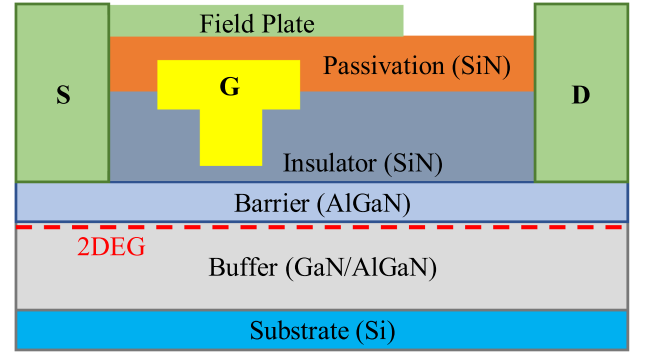 Field Plate
Passivation (SiN)
G
S
D
Insulator (SiN)
Barrier (AlGaN)
2DEG
Buffer (GaN/AlGaN)
Substrate (Si)